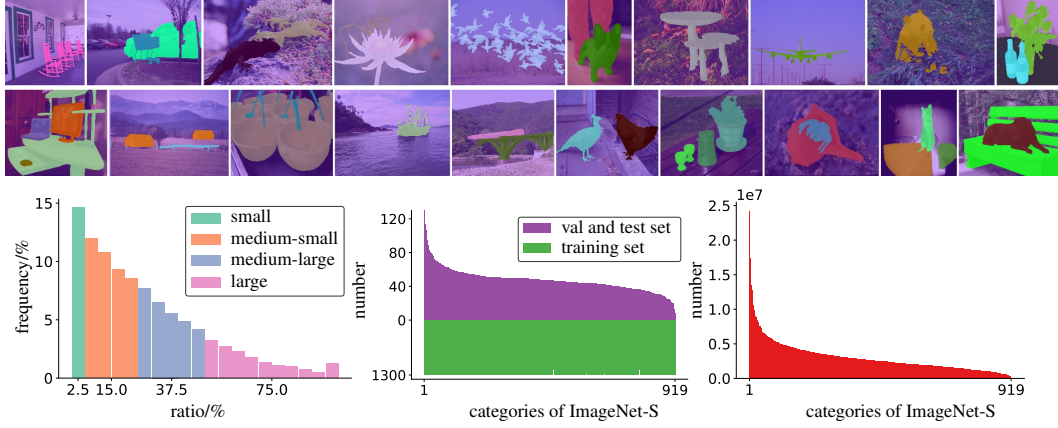 15
10
5
0
frequency/%
small
medium-small
medium-large
large
2.5 15.0 37.5 75.0
ratio/%
120
80
40
0
1300
number
val and test set
training set
1 919
categories of ImageNet-S
1e7
2.5
2.0
1.5
1.0
0.5
0.0
number
1 919
categories of ImageNet-S